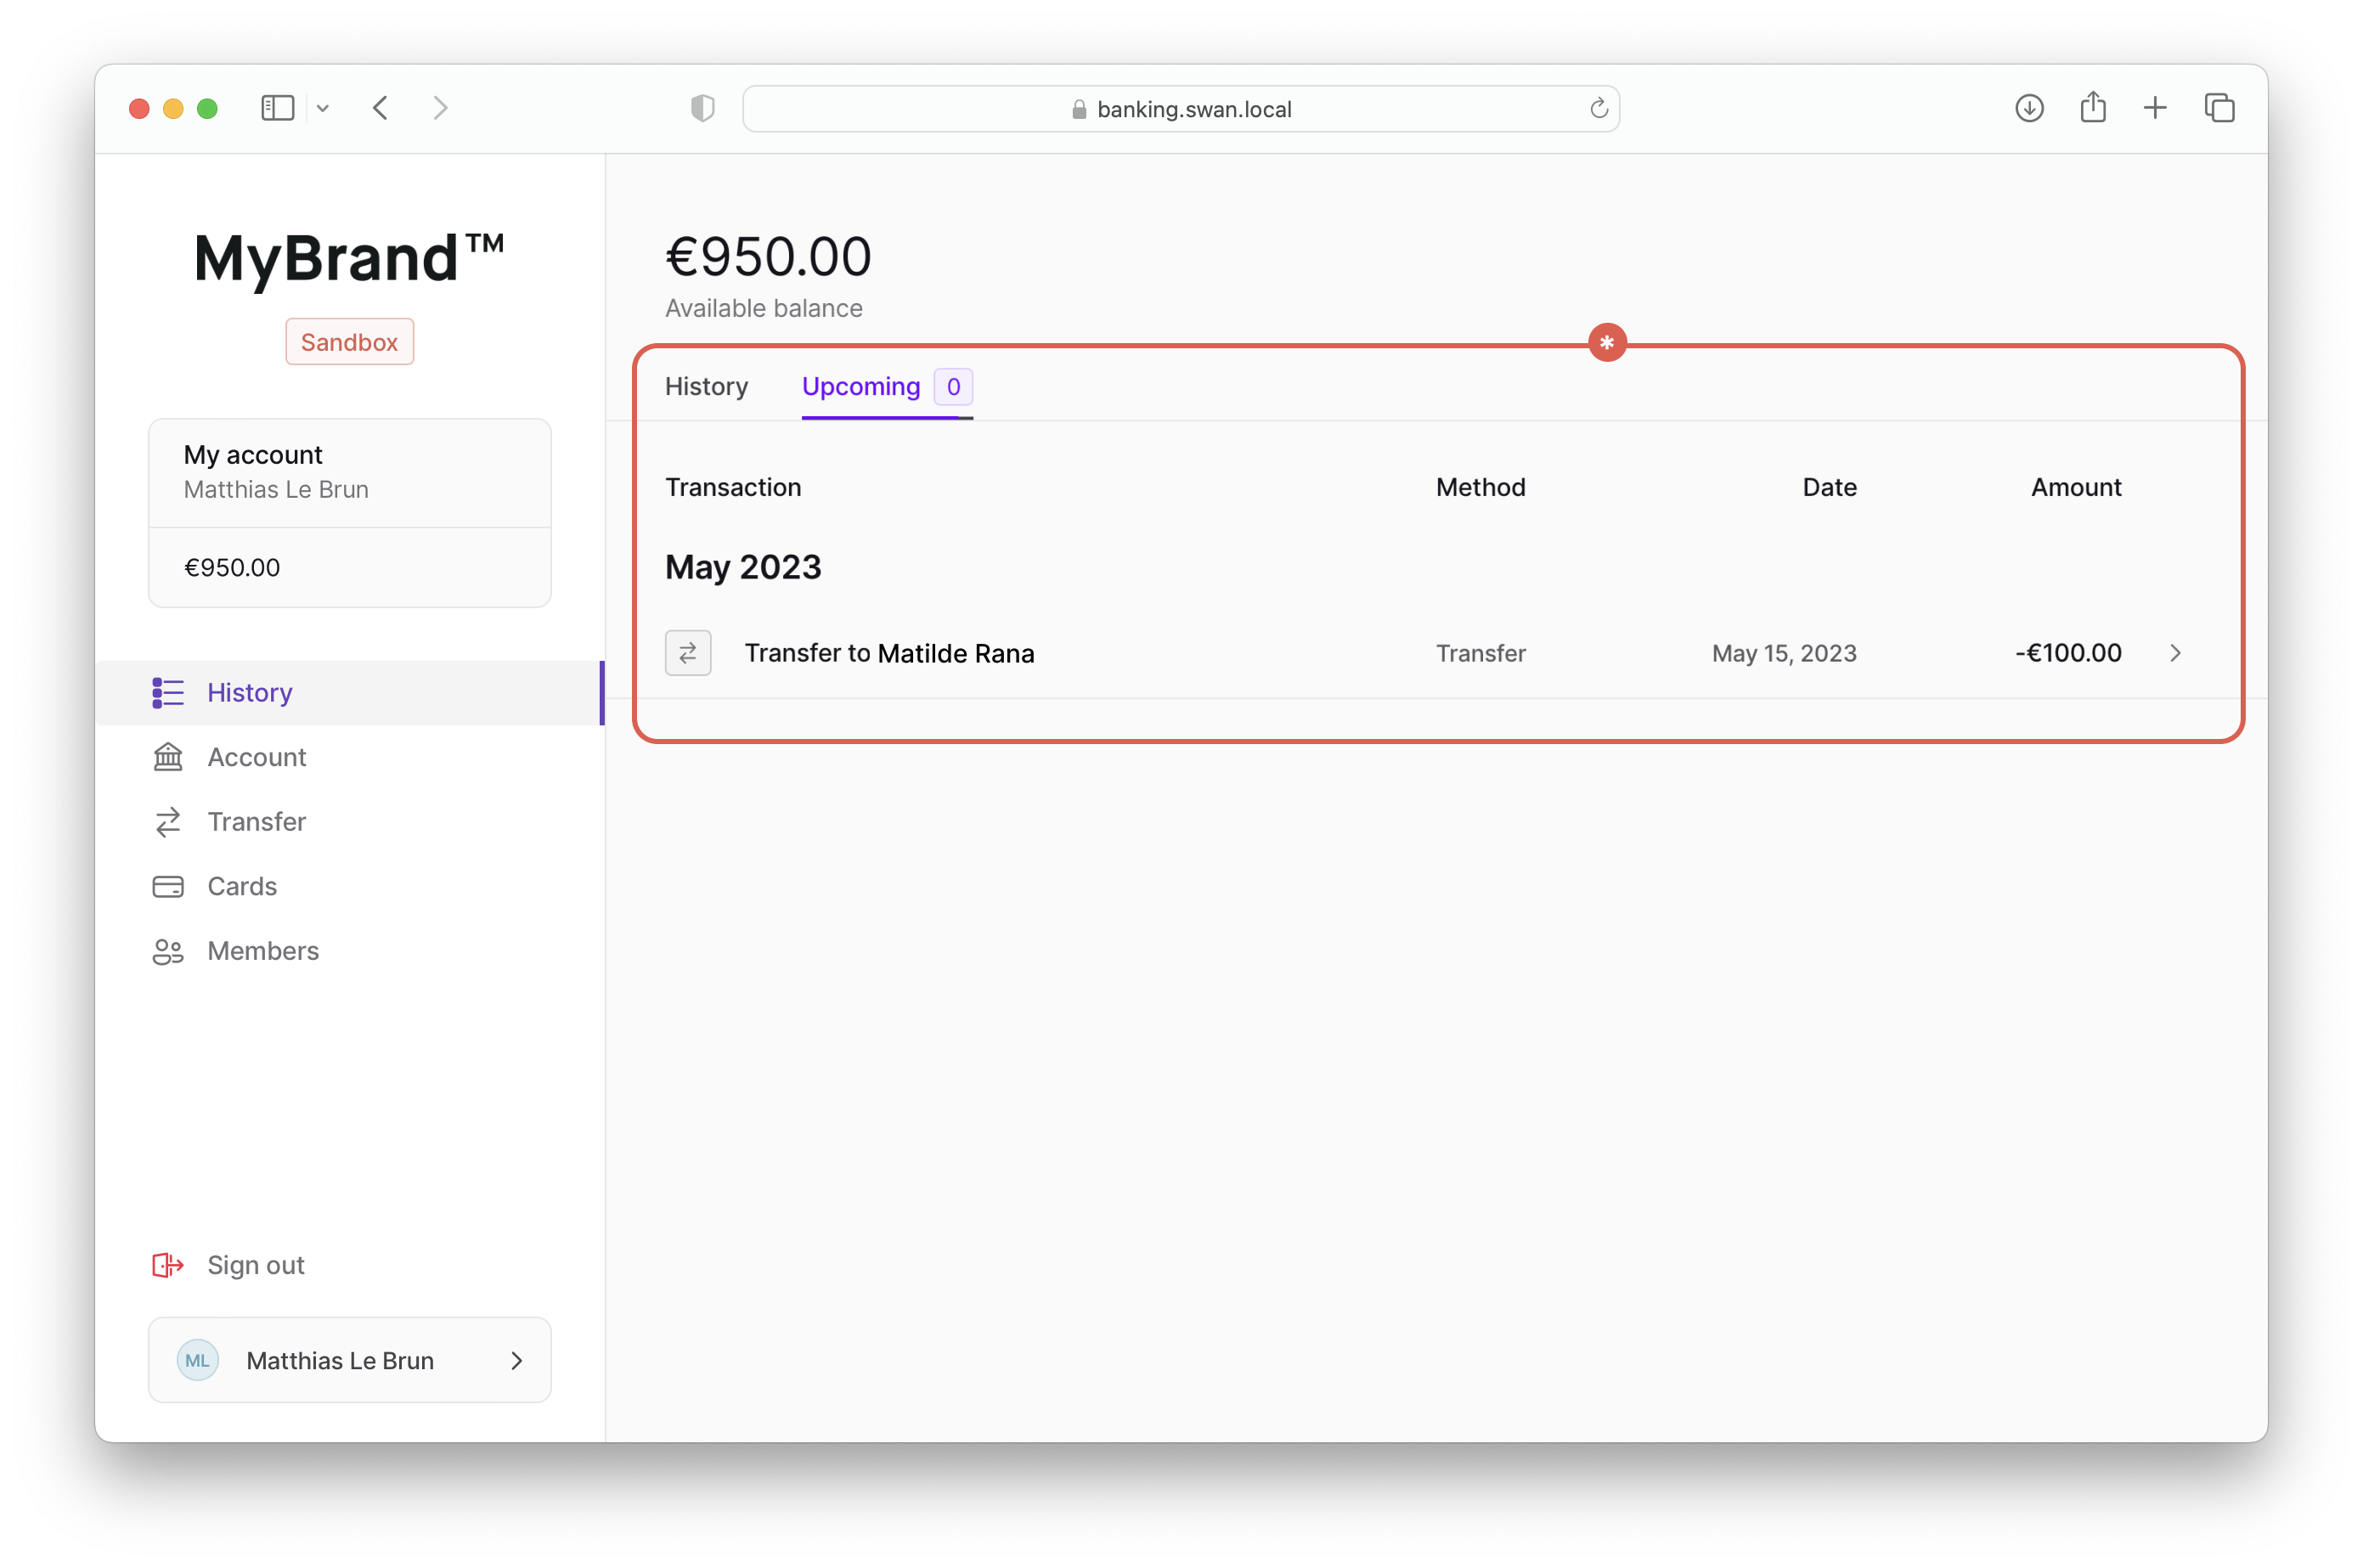 banking.swan.local
MyBrand™
Sandbox
My account
Matthias Le Brun
€950.00
History
Account
Transfer
Cards
Members
Sign out
ML Matthias Le Brun
€950.00
Available balance
*
History Upcoming 0
Transaction Method Date Amount
May 2023
Transfer to Matilde Rana Transfer May 15, 2023 -€100.00